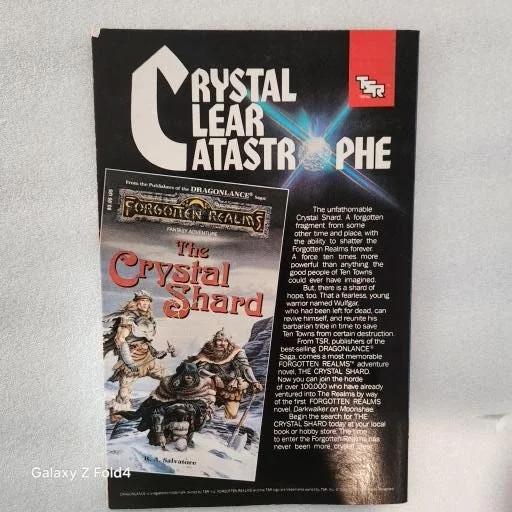 CRYSTAL
CLEAR
CATASTROPHE
TSR
From the Publishers of the DRAGONLANCE® Saga
FORGOTTEN REALMS
FANTASY ADVENTURE
The
Crystal
Shard
R. A. Salvatore
The unfathomable
Crystal Shard. A forgotten
fragment from some
other time and place, with
the ability to shatter the
Forgotten Realms forever.
A force ten times more
powerful than anything the
good people of Ten Towns
could ever have imagined.
But, there is a shard of
hope, too. That a fearless, young
warrior named Wulfgar,
who had been left for dead, can
revive himself, and reunite his
barbarian tribe in time to save
Ten Towns from certain destruction.
From TSR, publishers of the
best-selling DRAGONLANCE®
Saga, comes a most memorable
FORGOTTEN REALMS™ adventure
novel, THE CRYSTAL SHARD.
Now you can join the horde
of over 100,000 who have already
ventured into The Realms by way
of the first FORGOTTEN REALMS
novel, Darkwalker on Moonshae.
Begin the search for THE
CRYSTAL SHARD today at your local
book or hobby store. The time
to enter the Forgotten Realms has
never been more crystal clear.
Galaxy Z Fold4